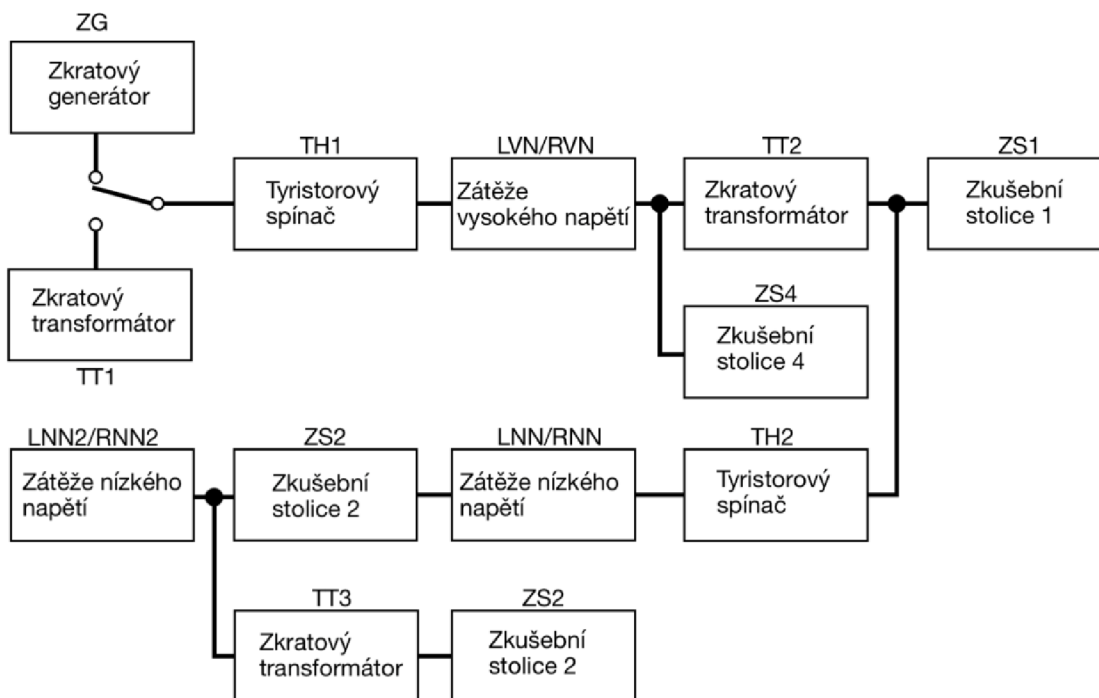 ZG
Zkratový
generátor
TH1
Tyristorový
spínač
LVN/RVN
Zátěže
vysokého napětí
TT2
Zkratový
transformátor
ZS1
Zkušební
stolice 1
Zkratový
transformátor
TT1
ZS4
Zkušební
stolice 4
LNN2/RNN2
Zátěže nízkého
napětí
ZS2
Zkušební
stolice 2
LNN/RNN
Zátěže nízkého
napětí
TH2
Tyristorový
spínač
TT3
Zkratový
transformátor
ZS2
Zkušební
stolice 2